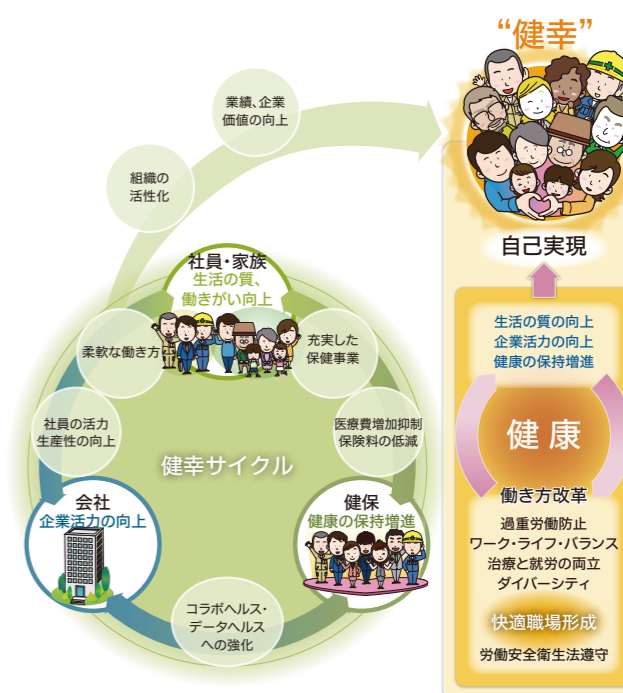 “健幸”
業績、企業
価値の向上
組織の
活性化
自己実現
社員・家族
生活の質、
働きがい向上
柔軟な働き方
充実した
保健事業
社員の活力
生産性の向上
医療費増加抑制
保険料の低減
健幸サイクル
会社
企業活力の向上
健保
健康の保持増進
コラボヘルス・
データヘルス
への強化
生活の質の向上
企業活力の向上
健康の保持増進
健康
働き方改革
過重労働防止
ワーク・ライフ・バランス
治療と就労の両立
ダイバーシティ
快適職場形成
労働安全衛生法遵守